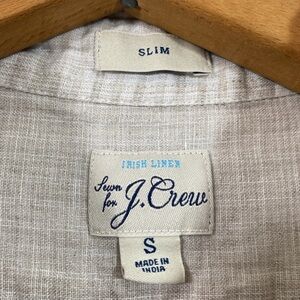 SLIM
IRISH LINEN
Sewn
for J.Crew
S
MADE IN
INDIA